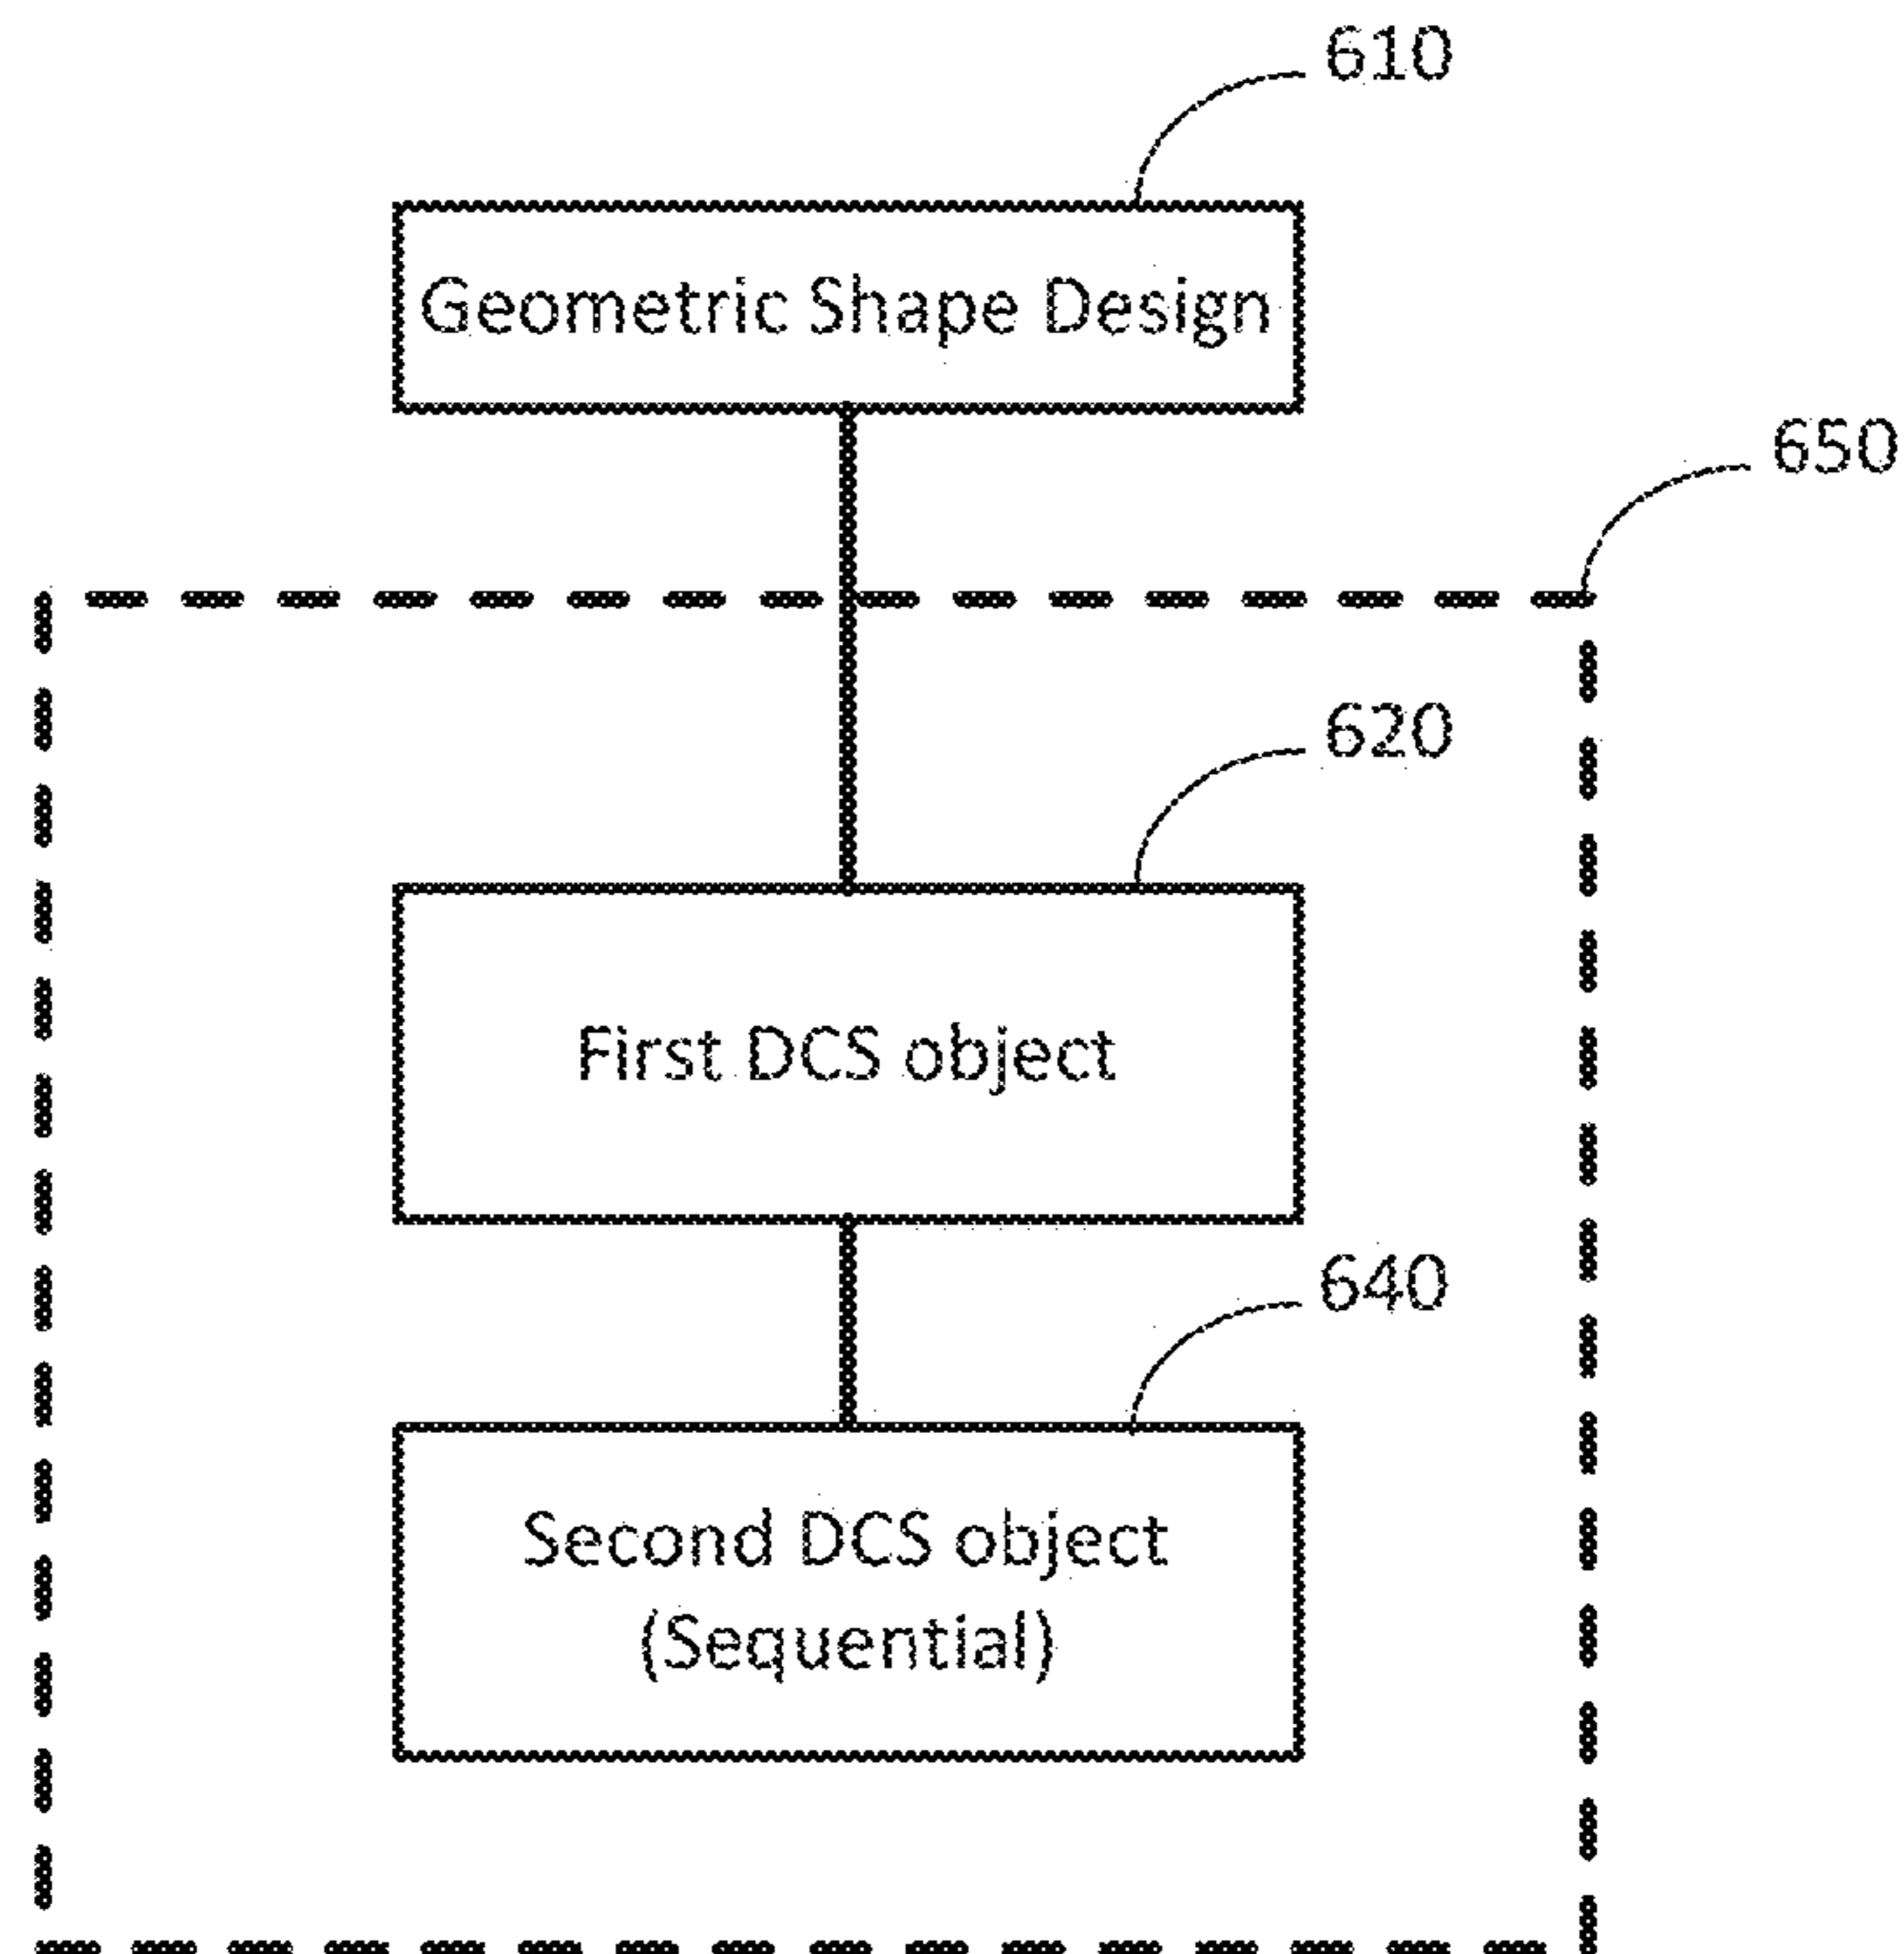 610
Geometric Shape Design
650
620
First DCS object
640
Second DCS object
(Sequential)